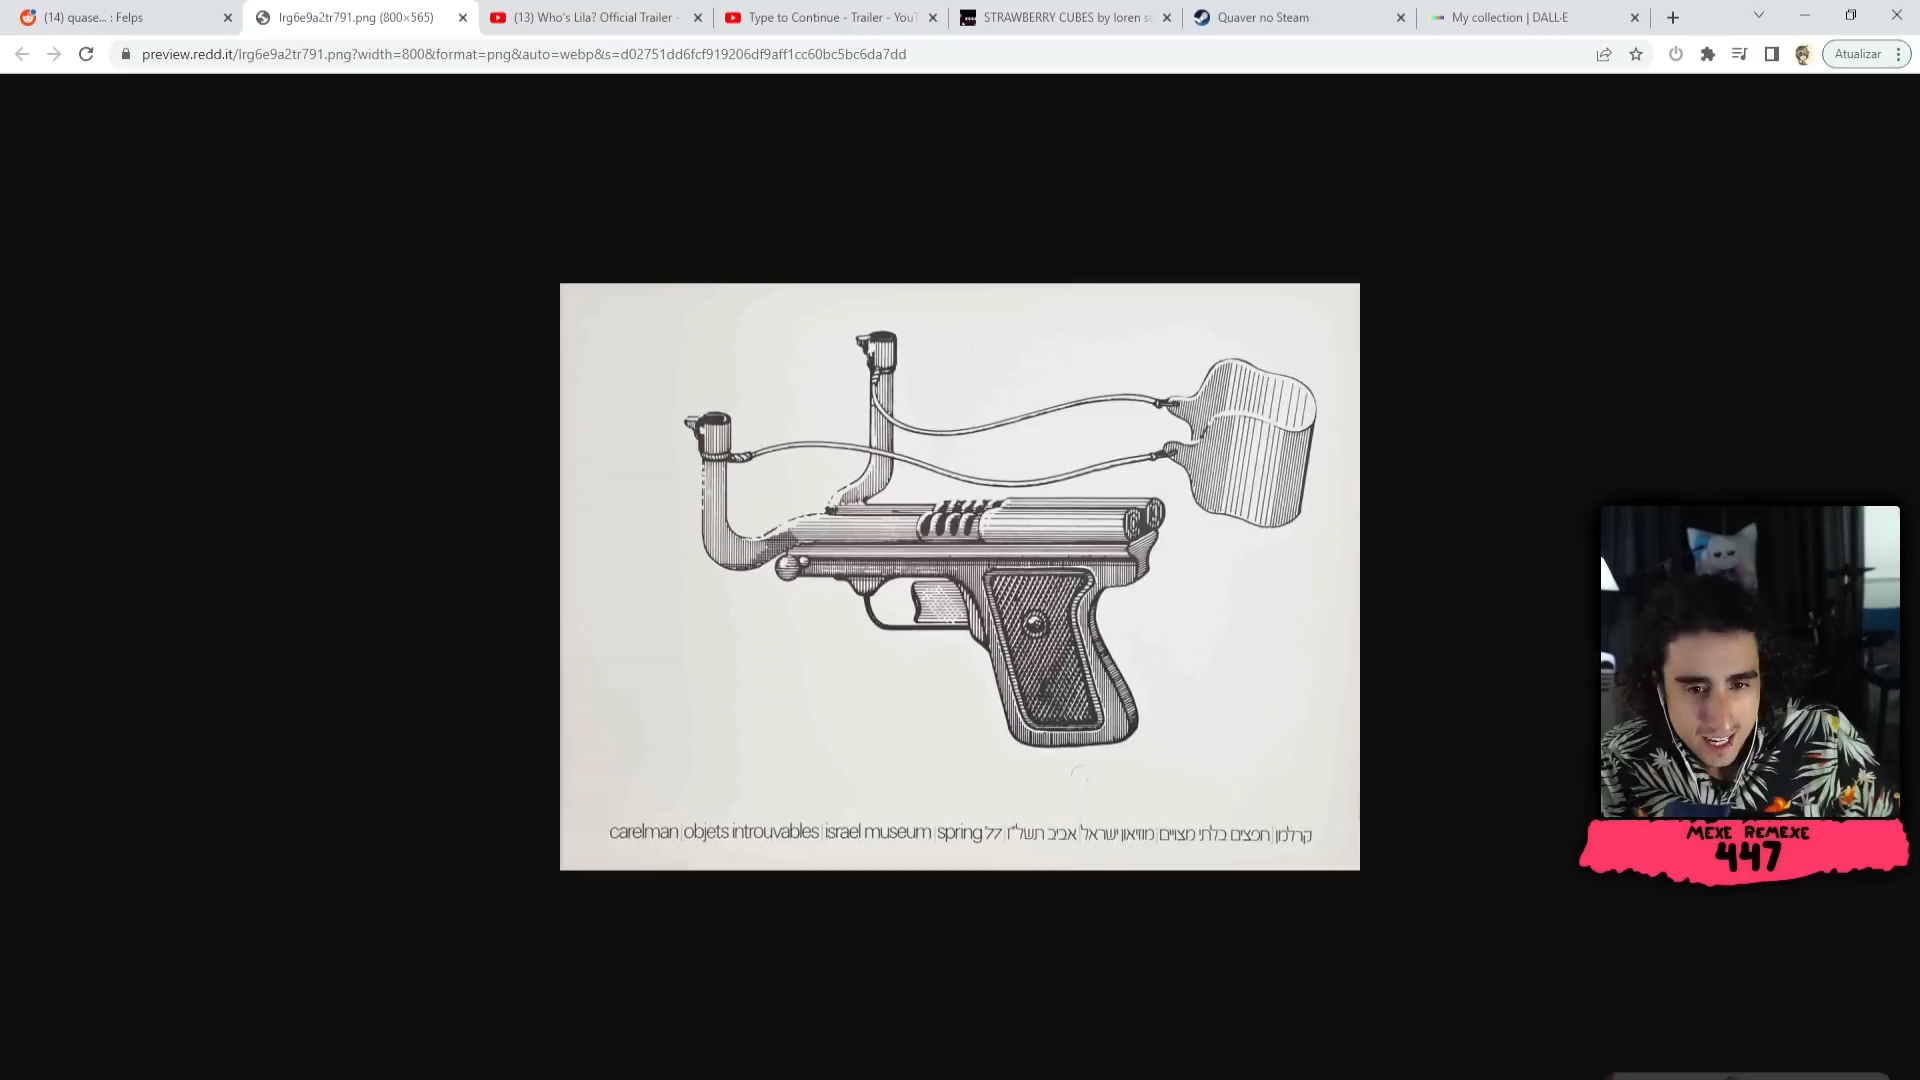 (14) quase... : Felps
lrg6e9a2tr791.png (800×565)
(13) Who's Lila? Official Trailer -
Type to Continue - Trailer - YouT
STRAWBERRY CUBES by loren s
Quaver no Steam
My collection | DALL·E
preview.redd.it/lrg6e9a2tr791.png?width=800&format=png&auto=webp&s=d02751dd6fcf919206df9aff1cc60bc5bc6da7dd
Atualizar
carelman|objets introuvables|israel museum|spring'77|קרלמן|חפצים בלתי מצויים|מוזיאון ישראל|אביב תשל"ז
MEXE REMEXE
447